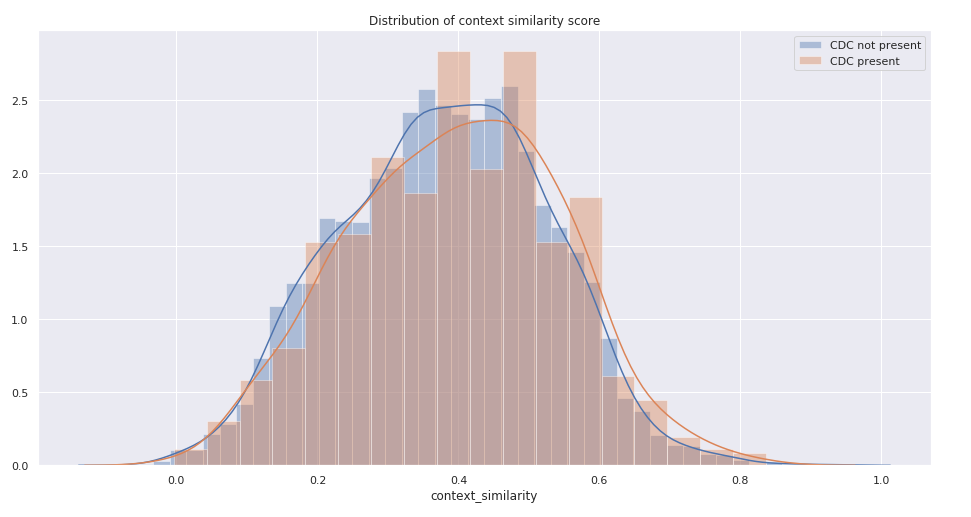 Distribution of context similarity score
CDC not present
CDC present
2.5
2.0
1.5
1.0
0.5
0.0
0.0 0.2 0.4 0.6 0.8 1.0
context_similarity